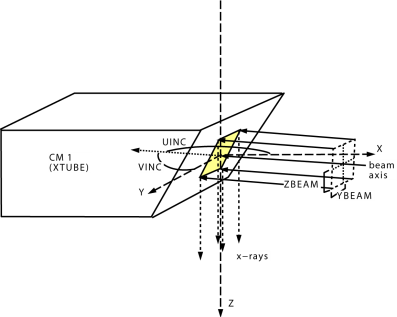 UINC
X
CM 1
(XTUBE)
VINC
beam
axis
Y
ZBEAM
YBEAM
x-rays
Z